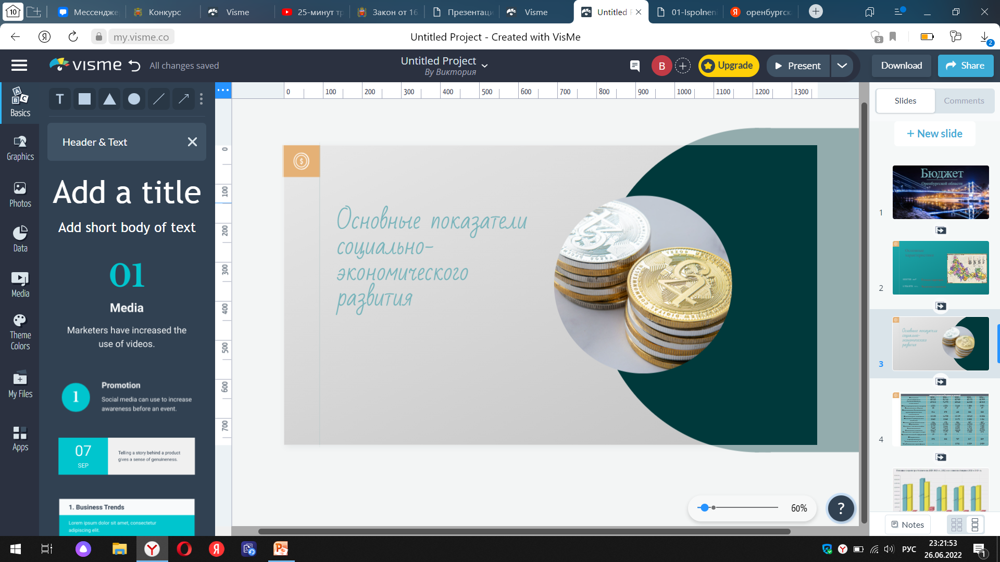 10
Мессендже
Конкурс
Visme
25-минут тр
Закон от 16
Презентаци
Visme
Untitled P
01-Ispolnen
Я
оренбургск
Я
my.visme.co
Untitled Project - Created with VisMe
3
2
visme
All changes saved
Untitled Project
By Виктория
B
Upgrade
Present
Download
Share
Basics
Graphics
Photos
Data
Media
Theme
Colors
My Files
Apps
T
Header & Text
Add a title
Add short body of text
01
Media
Marketers have increased the
use of videos.
1
Promotion
Social media can use to increase
awareness before an event.
07
SEP
Telling a story behind a product
gives a sense of genuineness.
1. Business Trends
Lorem ipsum dolor sit amet, consectetur
adipiscing elit.
0 100 200 300 400 500 600 700 800 900 1000 1100 1200 1300
0
100
200
300
400
500
600
700
$
Основные показатели
социально-
экономического
развития
60%
?
Slides
Comments
+ New slide
Бюджет
Оренбургской области
1
2
Основные показатели
социально-
экономического
развития
3
4
Notes
РУС
23:21:53
26.06.2022
1